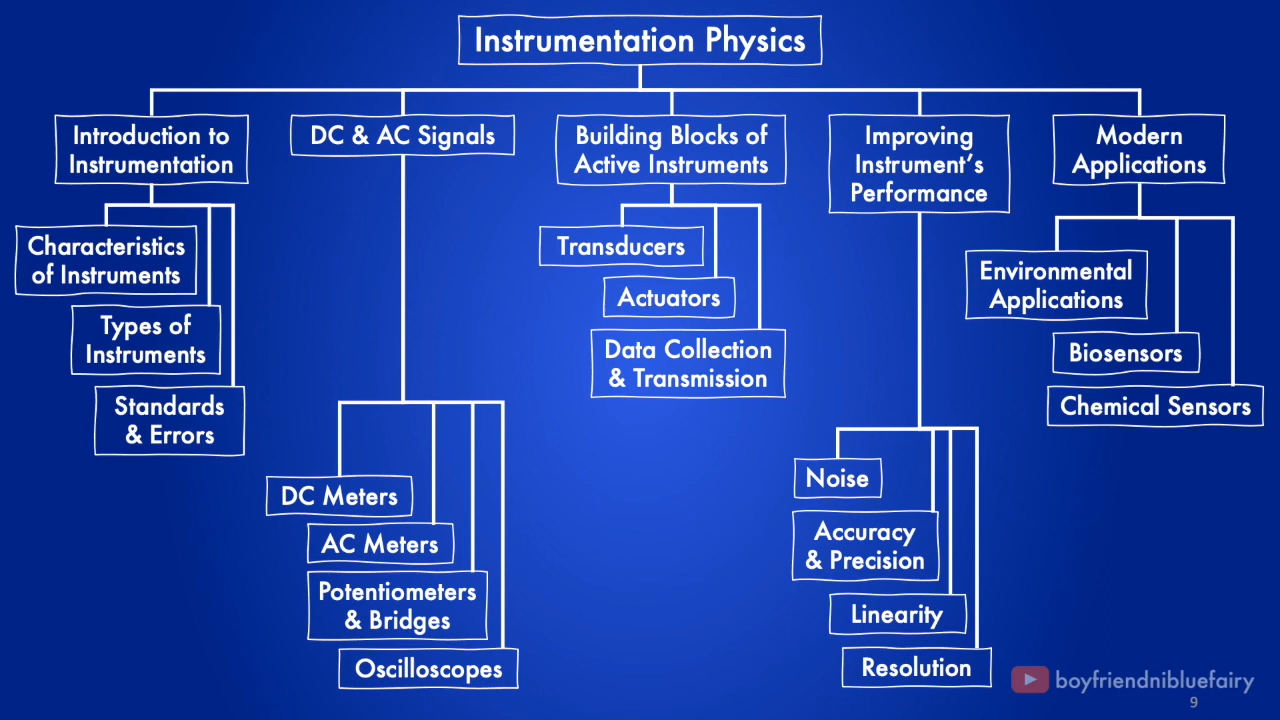 Instrumentation Physics
Introduction to
Instrumentation
Characteristics
of Instruments
Types of
Instruments
Standards
& Errors
DC & AC Signals
DC Meters
AC Meters
Potentiometers
& Bridges
Oscilloscopes
Building Blocks of
Active Instruments
Transducers
Actuators
Data Collection
& Transmission
Improving
Instrument’s
Performance
Noise
Accuracy
& Precision
Linearity
Resolution
Modern
Applications
Environmental
Applications
Biosensors
Chemical Sensors
boyfriendnibluefairy
9